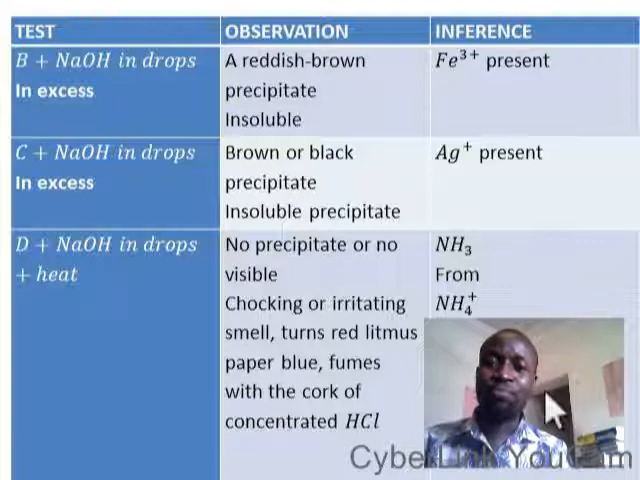 TEST OBSERVATION INFERENCE
B + NaOH in drops A reddish-brown Fe³⁺ present
In excess precipitate
Insoluble
C + NaOH in drops Brown or black Ag⁺ present
In excess precipitate
Insoluble precipitate
D + NaOH in drops No precipitate or no NH₃
+ heat visible From
Chocking or irritating NH₄⁺
smell, turns red litmus
paper blue, fumes
with the cork of
concentrated HCl
CyberLink YouCam